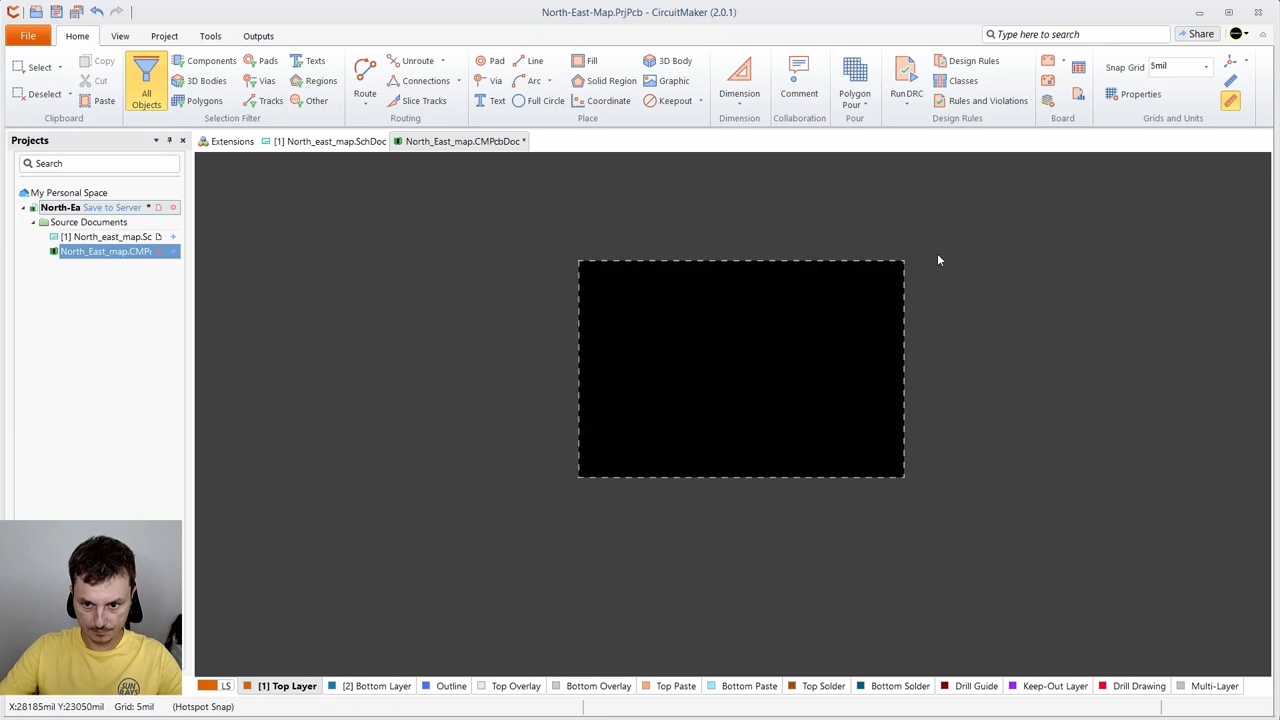 North-East-Map.PrjPcb - CircuitMaker (2.0.1)
File
Home
View
Project
Tools
Outputs
Type here to search
Share
Select
Copy
Cut
Deselect
Paste
Clipboard
All
Objects
Components
Pads
Texts
3D Bodies
Vias
Regions
Polygons
Tracks
Other
Selection Filter
Route
Unroute
Connections
Slice Tracks
Routing
Pad
Line
Fill
3D Body
Via
Arc
Solid Region
Graphic
Text
Full Circle
Coordinate
Keepout
Place
Dimension
Dimension
Comment
Collaboration
Polygon
Pour
Pour
Run DRC
Design Rules
Classes
Rules and Violations
Design Rules
Board
Snap Grid
5mil
Properties
Grids and Units
Projects
Extensions
[1] North_east_map.SchDoc
North_East_map.CMPcbDoc *
Search
My Personal Space
North-Ea Save to Server *
Source Documents
[1] North_east_map.Sc
North_East_map.CMPc
SUN
RAYS
LS
[1] Top Layer
[2] Bottom Layer
Outline
Top Overlay
Bottom Overlay
Top Paste
Bottom Paste
Top Solder
Bottom Solder
Drill Guide
Keep-Out Layer
Drill Drawing
Multi-Layer
X:28185mil Y:23050mil Grid: 5mil
(Hotspot Snap)